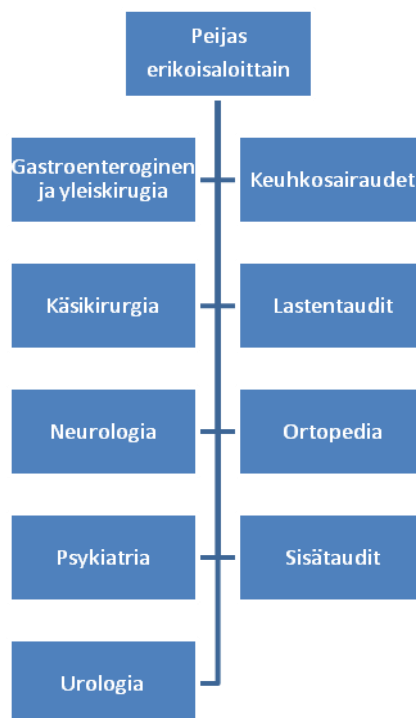 Peijas
erikoisaloittain
Gastroenteroginen
ja yleiskirugia
Keuhkosairaudet
Käsikirurgia
Lastentaudit
Neurologia
Ortopedia
Psykiatria
Sisätaudit
Urologia